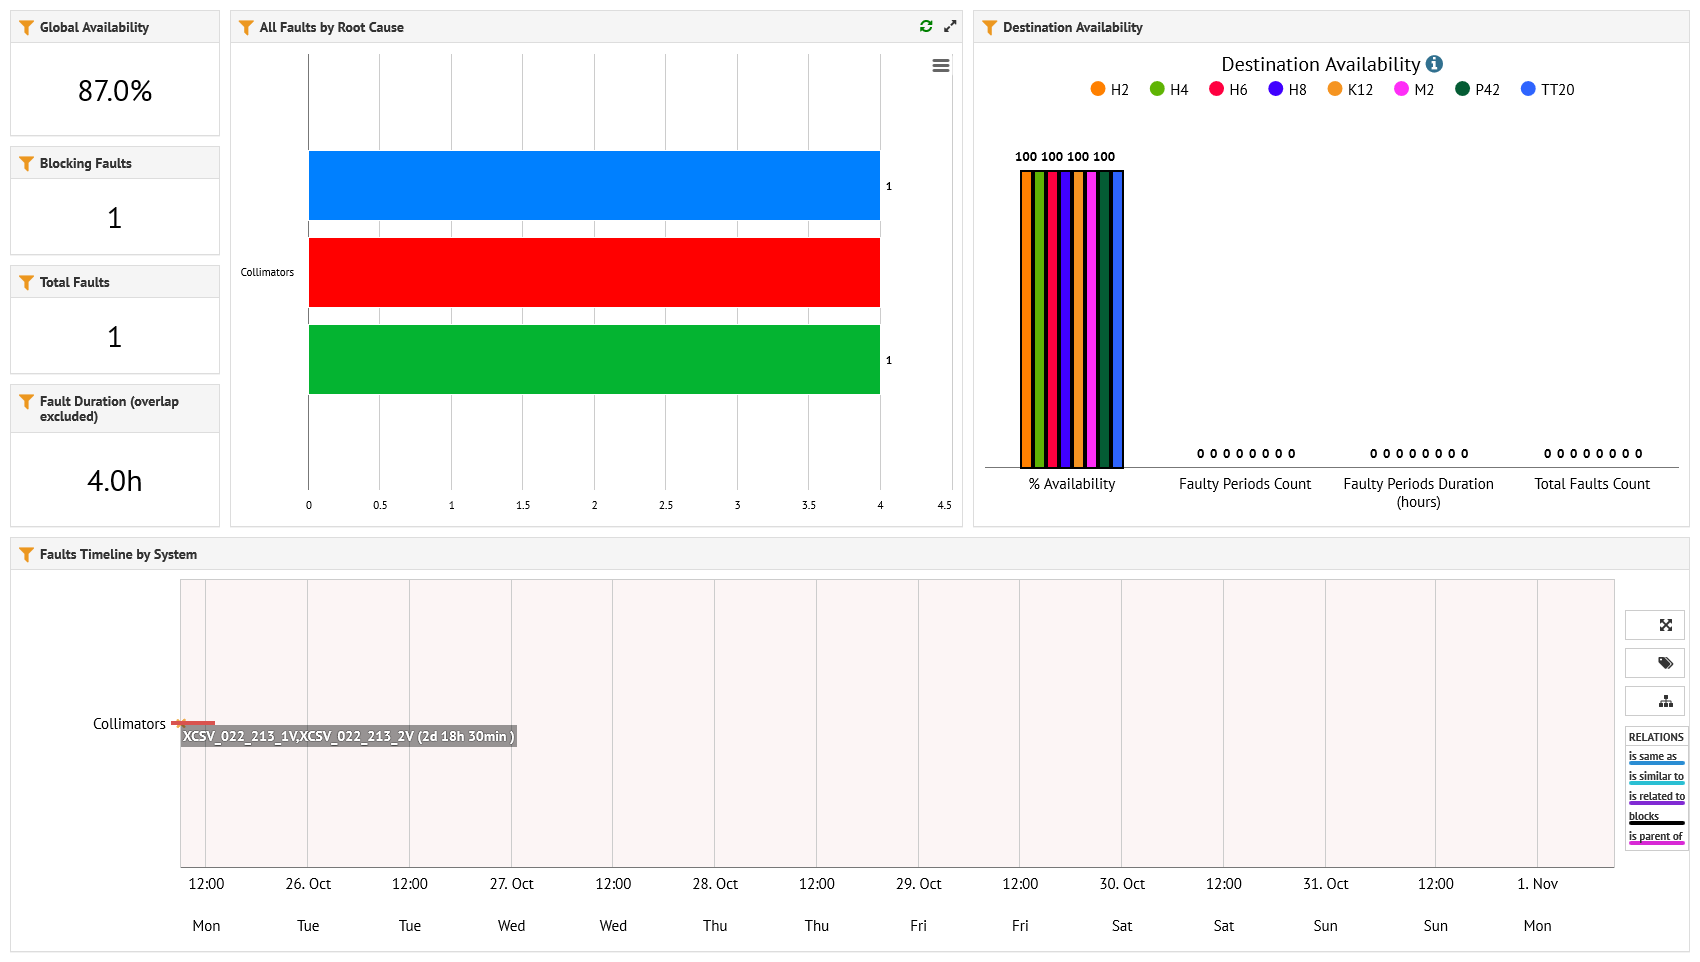 Global Availability
87.0%
Blocking Faults
1
Total Faults
1
Fault Duration (overlap
excluded)
4.0h
All Faults by Root Cause
1
Collimators
1
0 0.5 1 1.5 2 2.5 3 3.5 4 4.5
Destination Availability
Destination Availability
H2 H4 H6 H8 K12 M2 P42 TT20
100 100 100 100
0 0 0 0 0 0 0 0 0 0 0 0 0 0 0 0 0 0 0 0 0 0 0 0
% Availability Faulty Periods Count Faulty Periods Duration Total Faults Count
(hours)
Faults Timeline by System
Collimators
XCSV_022_213_1V,XCSV_022_213_2V (2d 18h 30min )
RELATIONS
is same as
is similar to
is related to
blocks
is parent of
12:00 26. Oct 12:00 27. Oct 12:00 28. Oct 12:00 29. Oct 12:00 30. Oct 12:00 31. Oct 12:00 1. Nov
Mon Tue Tue Wed Wed Thu Thu Fri Fri Sat Sat Sun Sun Mon